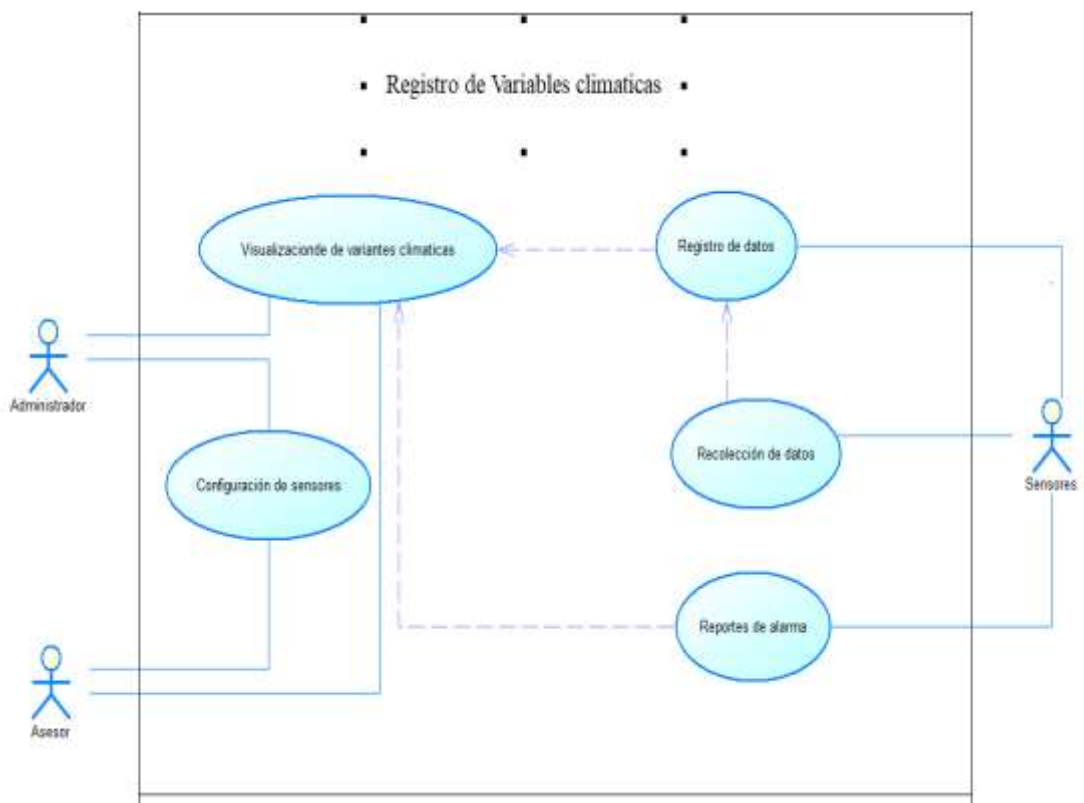 Registro de Variables climaticas
Visualizacionde de variantes climaticas
Registro de datos
Administrador
Configuración de sensores
Recolección de datos
Sensores
Reportes de alarma
Asesor